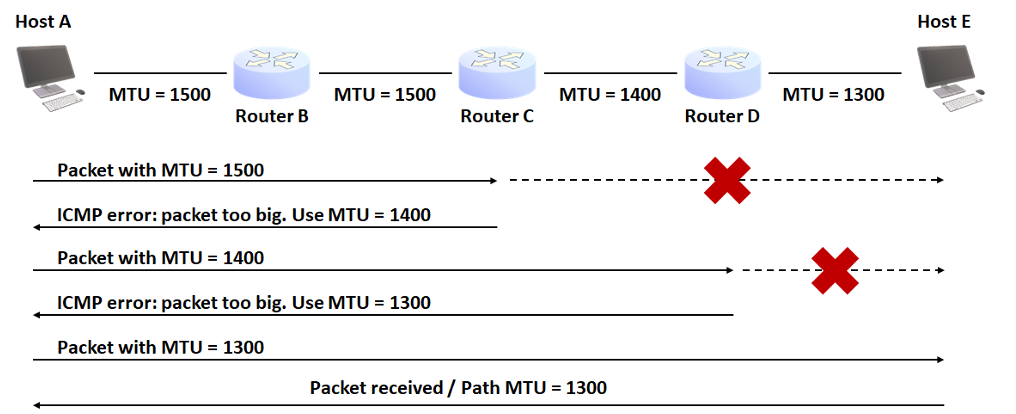 Host A
Host E
MTU = 1500
MTU = 1500
MTU = 1400
MTU = 1300
Router B
Router C
Router D
Packet with MTU = 1500
ICMP error: packet too big. Use MTU = 1400
Packet with MTU = 1400
ICMP error: packet too big. Use MTU = 1300
Packet with MTU = 1300
Packet received / Path MTU = 1300